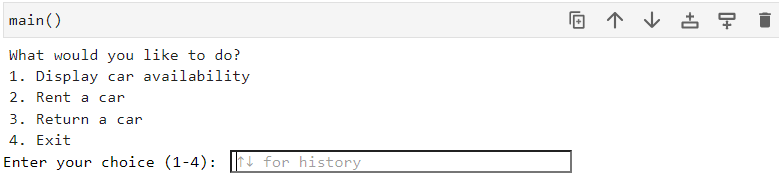 main()
What would you like to do?
1. Display car availability
2. Rent a car
3. Return a car
4. Exit
Enter your choice (1-4): ↑↓ for history